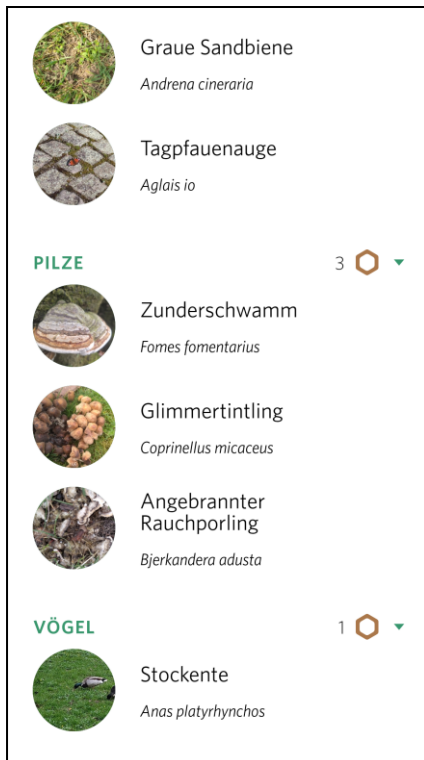 Graue Sandbiene
Andrena cineraria
Tagpfauenauge
Aglais io
PILZE 3
Zunderschwamm
Fomes fomentarius
Glimmertintling
Coprinellus micaceus
Angebrannter
Rauchporling
Bjerkandera adusta
VÖGEL 1
Stockente
Anas platyrhynchos